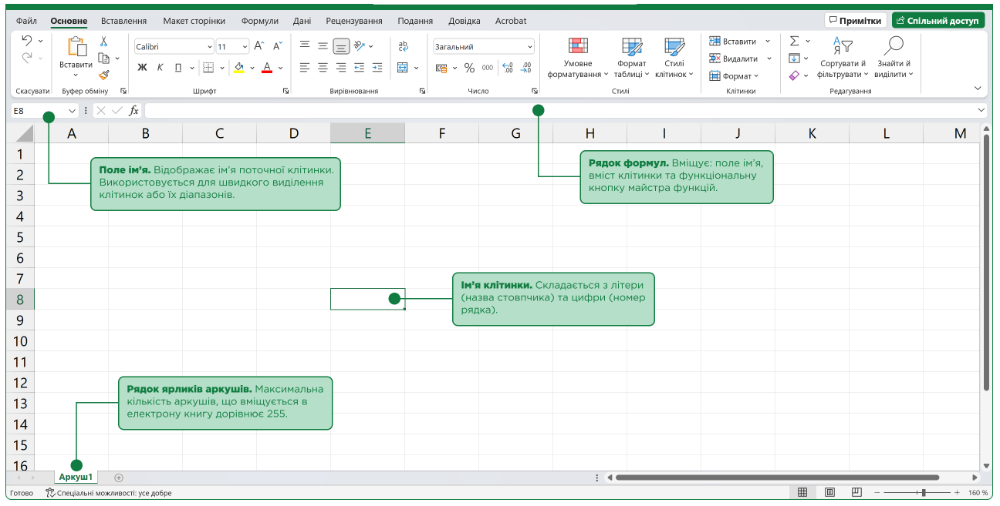 Файл Основне Вставлення Макет сторінки Формули Дані Рецензування Подання Довідка Acrobat Примітки Спільний доступ
Calibri 11 Загальний Вставити
Вставити Ж К П % 000 Умовне форматування Формат таблиці Стилі клітинок Видалити Сортувати й фільтрувати Знайти й виділити
Формат
Скасувати Буфер обміну Шрифт Вирівнювання Число Стилі Клітинки Редагування
E8 fx
A B C D E F G H I J K L M
1
2
3
4
5
6
7
8
9
10
11
12
13
14
15
16
Поле ім’я. Відображає ім’я поточної клітинки.
Використовується для швидкого виділення
клітинок або їх діапазонів.
Рядок формул. Вміщує: поле ім’я,
вміст клітинки та функціональну
кнопку майстра функцій.
Ім’я клітинки. Складається з літери
(назва стовпчика) та цифри (номер
рядка).
Рядок ярликів аркушів. Максимальна
кількість аркушів, що вміщується в
електрону книгу дорівнює 255.
Аркуш1
Готово Спеціальні можливості: усе добре 160 %